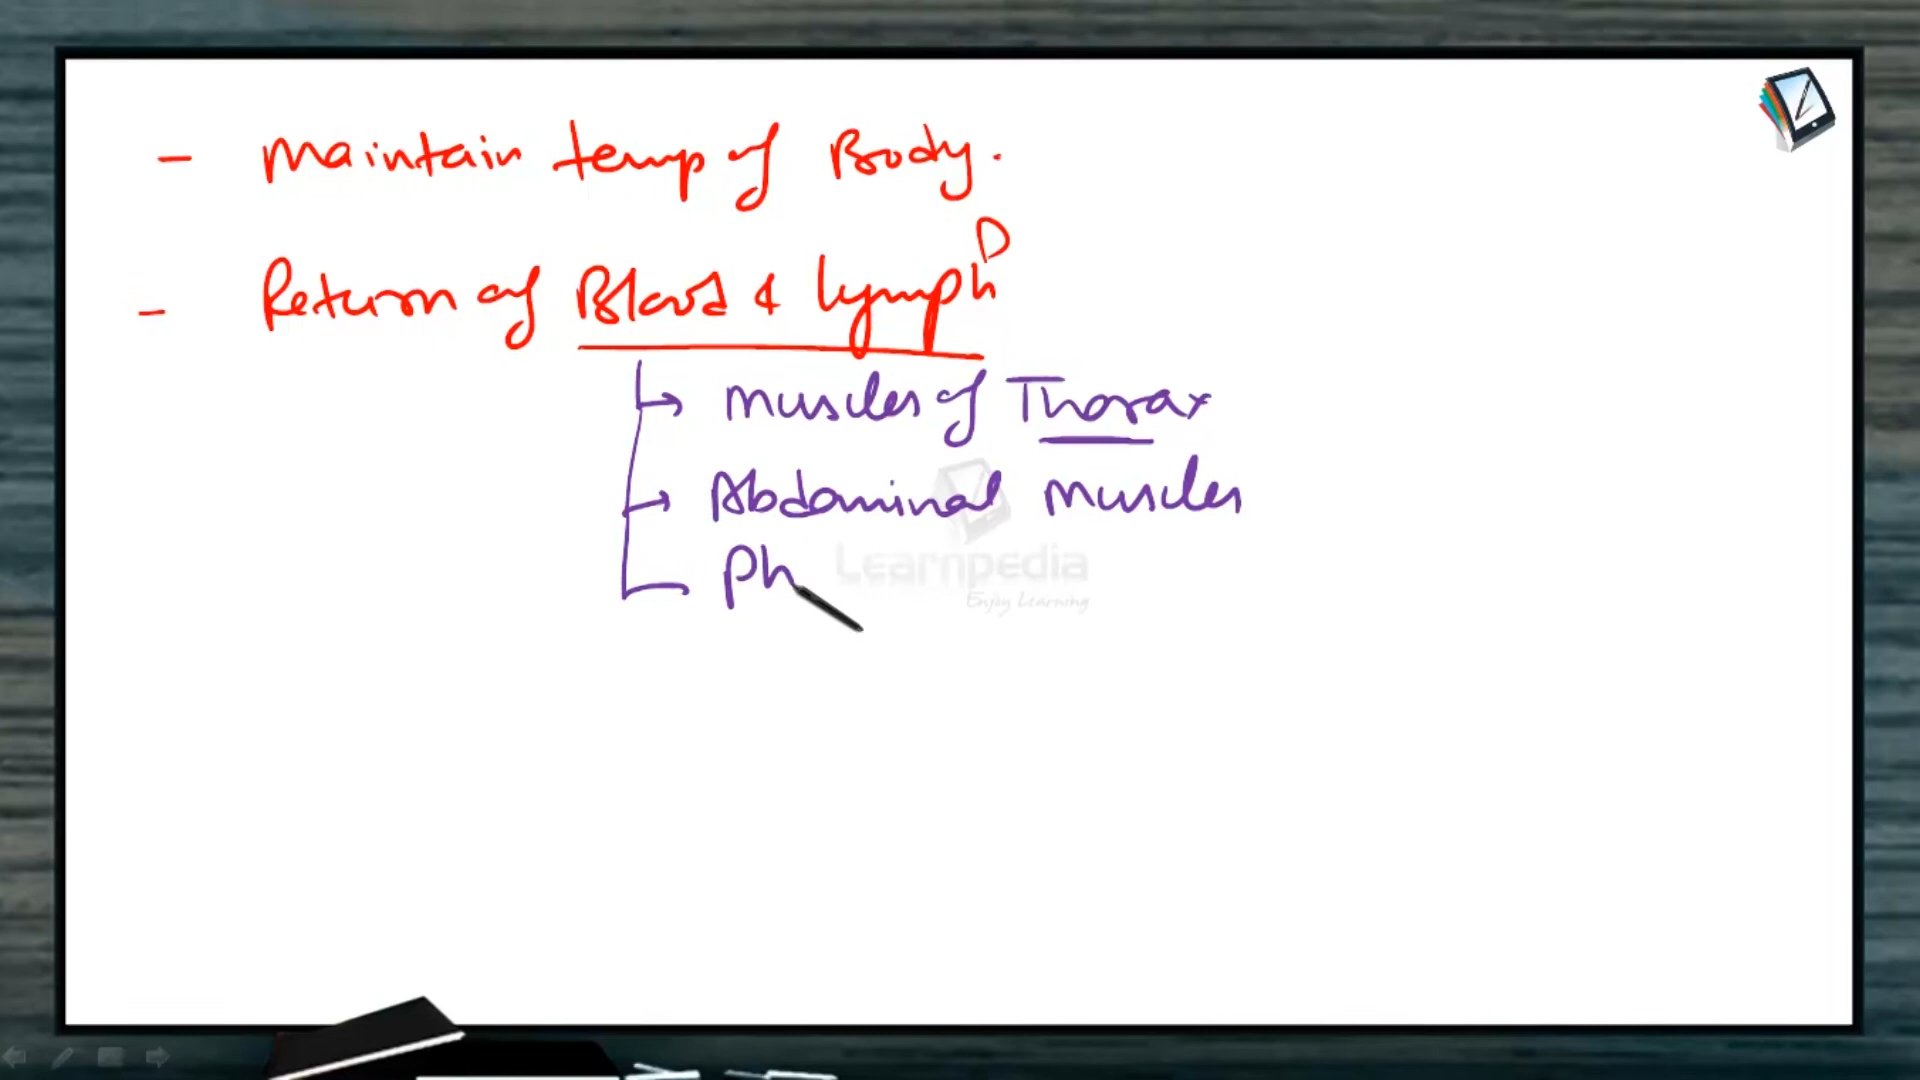 - Maintain temp of Body.
- Return of Blood & lymph D
→ Muscles of Thorax
→ Abdominal Muscles
Ph
Learnpedia
Enjoy Learning